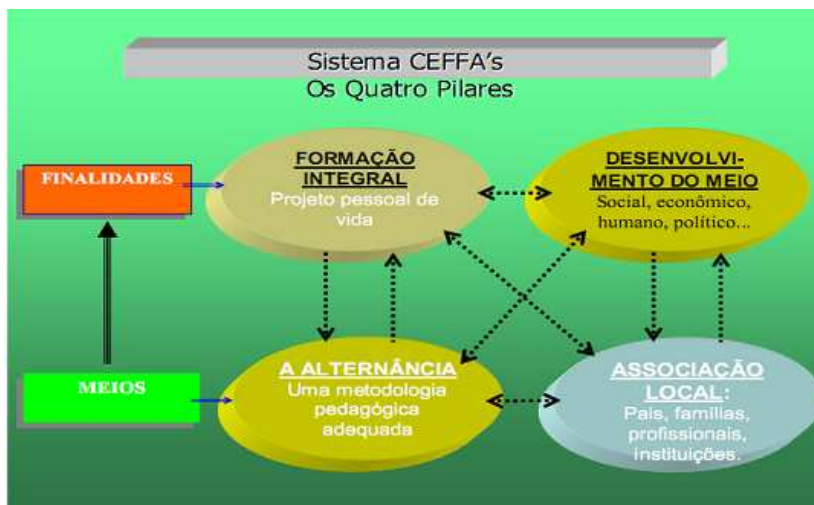 Sistema CEFFA's
Os Quatro Pilares
FINALIDADES
FORMAÇÃO
INTEGRAL
Projeto pessoal de
vida
DESENVOLVI-
MENTO DO MEIO
Social, econômico,
humano, político...
MEIOS
A ALTERNÂNCIA
Uma metodologia
pedagógica
adequada
ASSOCIAÇÃO
LOCAL:
Pais, famílias,
profissionais,
instituições.